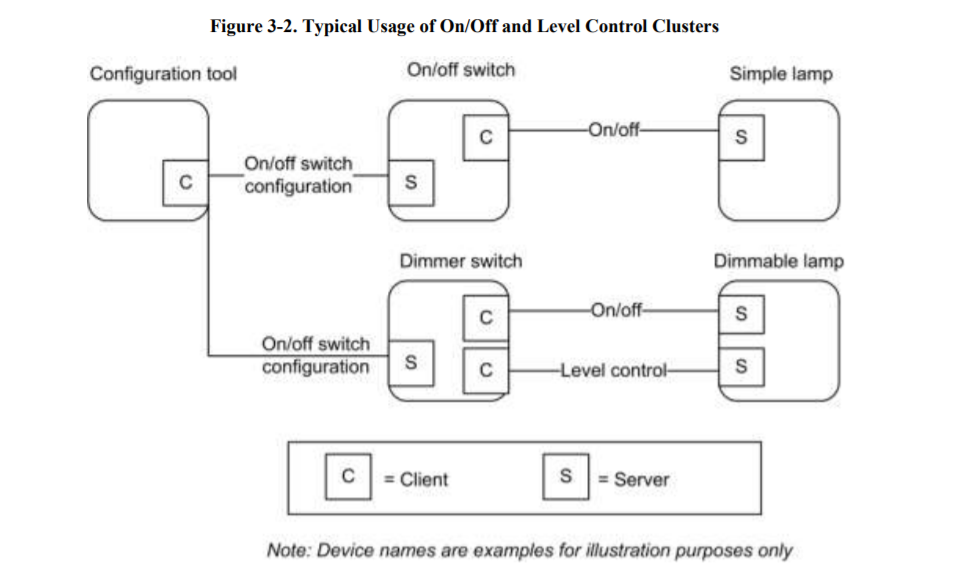 Figure 3-2. Typical Usage of On/Off and Level Control Clusters
Configuration tool
On/off switch
Simple lamp
C
On/off
S
On/off switch
configuration
C
S
Dimmer switch
Dimmable lamp
C
On/off
S
On/off switch
configuration
S
C
Level control
S
C = Client
S = Server
Note: Device names are examples for illustration purposes only